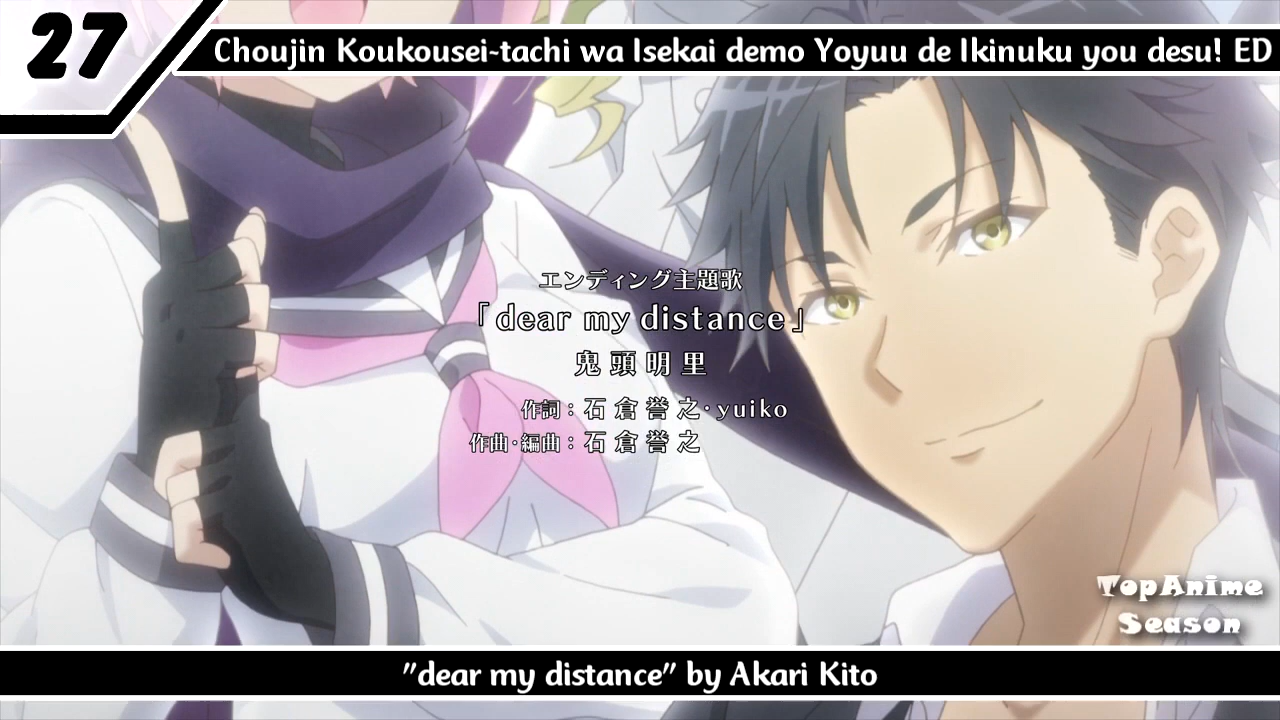 27
Choujin Koukousei-tachi wa Isekai demo Yoyuu de Ikinuku you desu! ED
エンディング主題歌
「dear my distance」
鬼頭明里
作詞：石倉誉之・yuiko
作曲・編曲：石倉誉之
TopAnime
Season
"dear my distance" by Akari Kito